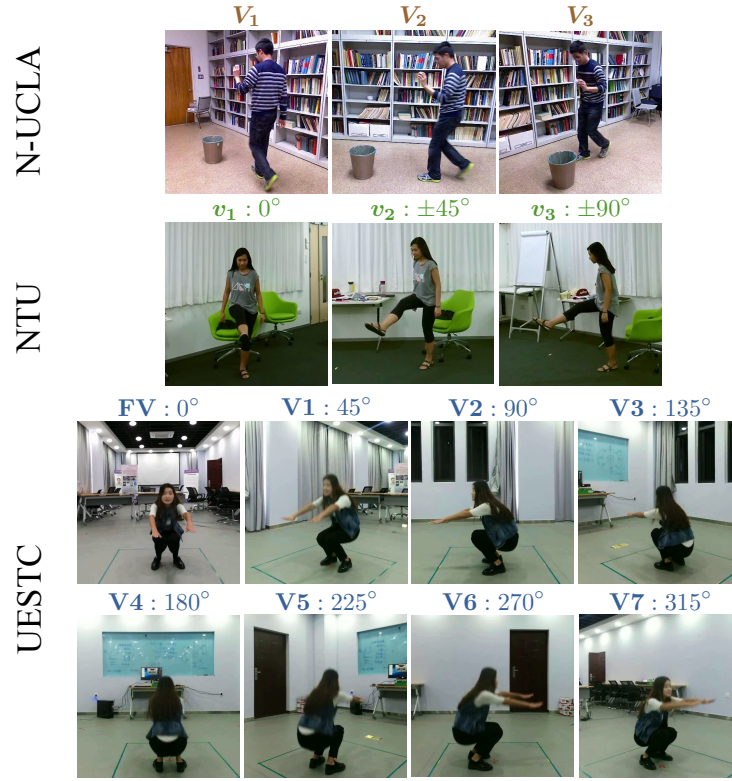 V₁ V₂ V₃
N-UCLA
v₁ : 0° v₂ : ±45° v₃ : ±90°
NTU
FV : 0° V1 : 45° V2 : 90° V3 : 135°
UESTC
V4 : 180° V5 : 225° V6 : 270° V7 : 315°